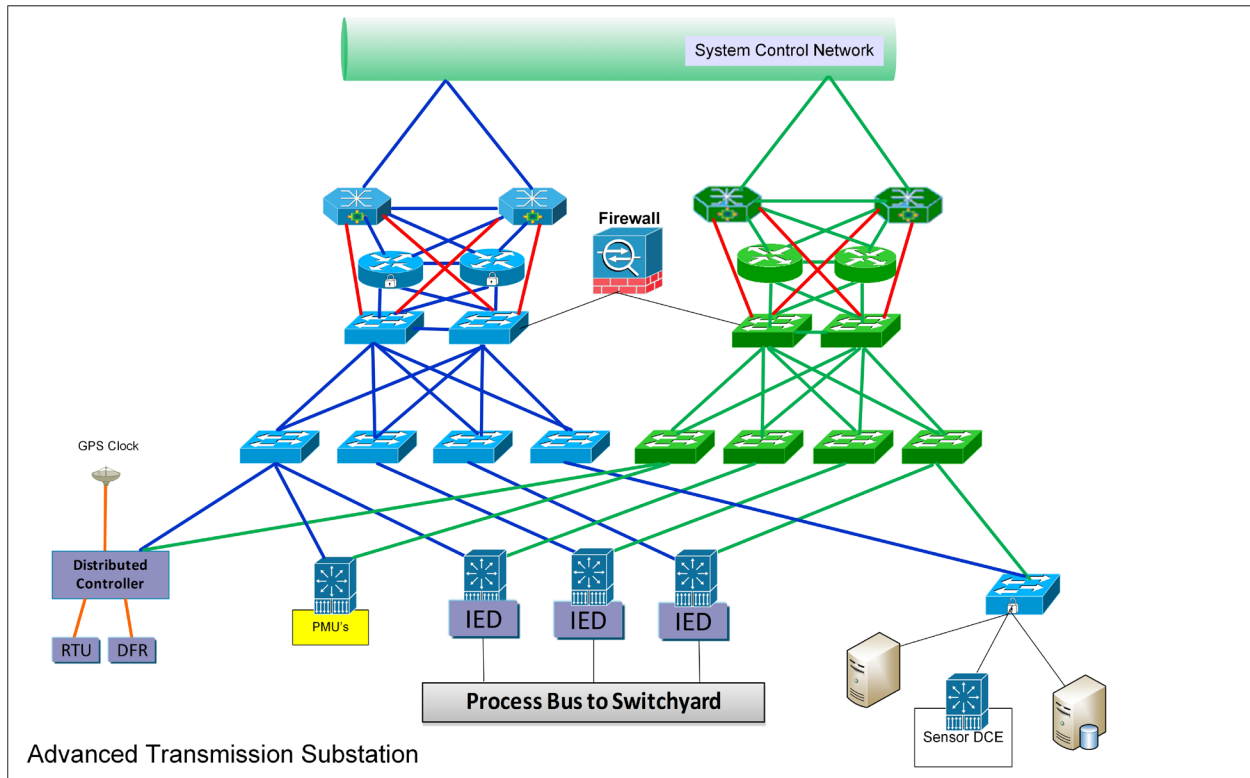 System Control Network
Firewall
GPS Clock
Distributed
Controller
RTU
DFR
PMU's
IED
IED
IED
Process Bus to Switchyard
Sensor DCE
Advanced Transmission Substation